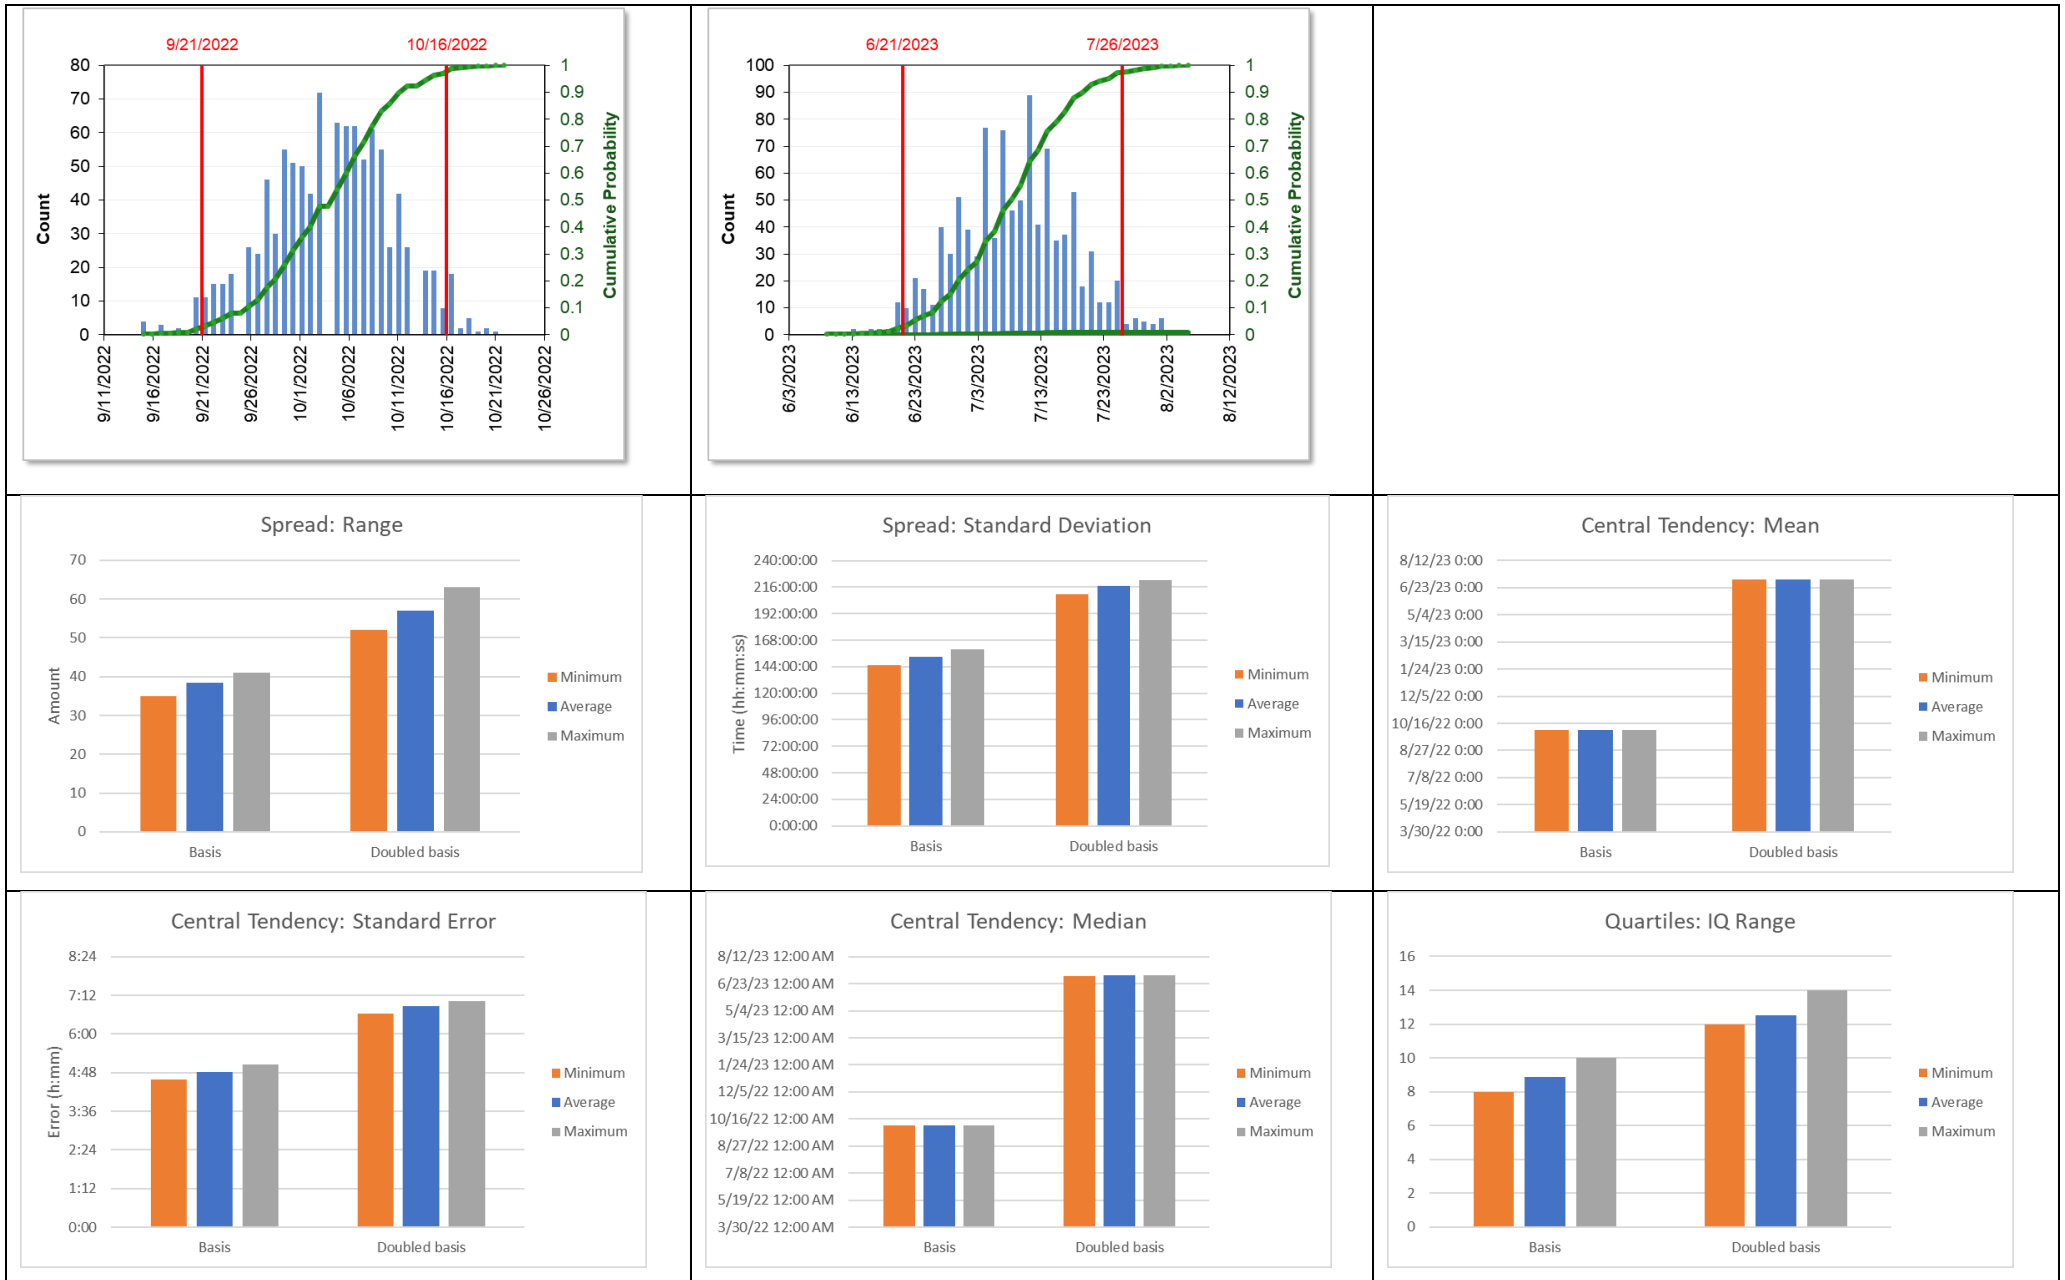 9/21/2022 10/16/2022
80
70
60
50
40
30
20
10
0
Count
1
0.9
0.8
0.7
0.6
0.5
0.4
0.3
0.2
0.1
0
Cumulative Probability
9/11/2022
9/16/2022
9/21/2022
9/26/2022
10/1/2022
10/6/2022
10/11/2022
10/16/2022
10/21/2022
10/26/2022
6/21/2023 7/26/2023
100
90
80
70
60
50
40
30
20
10
0
Count
1
0.9
0.8
0.7
0.6
0.5
0.4
0.3
0.2
0.1
0
Cumulative Probability
6/3/2023
6/13/2023
6/23/2023
7/3/2023
7/13/2023
7/23/2023
8/2/2023
8/12/2023
Spread: Range
70
60
50
40
30
20
10
0
Amount
Basis Doubled basis
Minimum
Average
Maximum
Spread: Standard Deviation
240:00:00
216:00:00
192:00:00
168:00:00
144:00:00
120:00:00
96:00:00
72:00:00
48:00:00
24:00:00
0:00:00
Time (hh:mm:ss)
Basis Doubled basis
Minimum
Average
Maximum
Central Tendency: Mean
8/12/23 0:00
6/23/23 0:00
5/4/23 0:00
3/15/23 0:00
1/24/23 0:00
12/5/22 0:00
10/16/22 0:00
8/27/22 0:00
7/8/22 0:00
5/19/22 0:00
3/30/22 0:00
Basis Doubled basis
Minimum
Average
Maximum
Central Tendency: Standard Error
8:24
7:12
6:00
4:48
3:36
2:24
1:12
0:00
Error (h:mm)
Basis Doubled basis
Minimum
Average
Maximum
Central Tendency: Median
8/12/23 12:00 AM
6/23/23 12:00 AM
5/4/23 12:00 AM
3/15/23 12:00 AM
1/24/23 12:00 AM
12/5/22 12:00 AM
10/16/22 12:00 AM
8/27/22 12:00 AM
7/8/22 12:00 AM
5/19/22 12:00 AM
3/30/22 12:00 AM
Basis Doubled basis
Minimum
Average
Maximum
Quartiles: IQ Range
16
14
12
10
8
6
4
2
0
Basis Doubled basis
Minimum
Average
Maximum